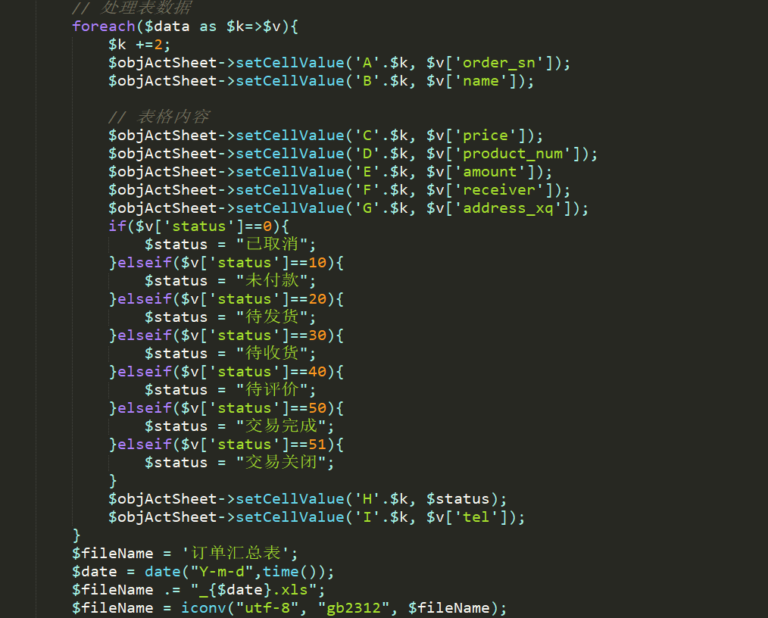 // 处理表数据
foreach($data as $k=>$v){
$k +=2;
$objActSheet->setCellValue('A'.$k, $v['order_sn']);
$objActSheet->setCellValue('B'.$k, $v['name']);
// 表格内容
$objActSheet->setCellValue('C'.$k, $v['price']);
$objActSheet->setCellValue('D'.$k, $v['product_num']);
$objActSheet->setCellValue('E'.$k, $v['amount']);
$objActSheet->setCellValue('F'.$k, $v['receiver']);
$objActSheet->setCellValue('G'.$k, $v['address_xq']);
if($v['status']==0){
$status = "已取消";
}elseif($v['status']==10){
$status = "未付款";
}elseif($v['status']==20){
$status = "待发货";
}elseif($v['status']==30){
$status = "待收货";
}elseif($v['status']==40){
$status = "待评价";
}elseif($v['status']==50){
$status = "交易完成";
}elseif($v['status']==51){
$status = "交易关闭";
}
$objActSheet->setCellValue('H'.$k, $status);
$objActSheet->setCellValue('I'.$k, $v['tel']);
}
$fileName = '订单汇总表';
$date = date("Y-m-d",time());
$fileName .= "_{$date}.xls";
$fileName = iconv("utf-8", "gb2312", $fileName);